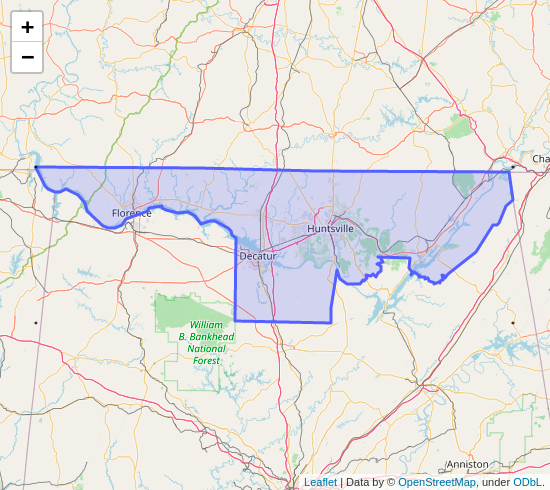 +
−
Cha
Florence
Huntsville
Decatur
William
B. Bankhead
National
Forest
Anniston
Leaflet | Data by © OpenStreetMap, under ODbL.